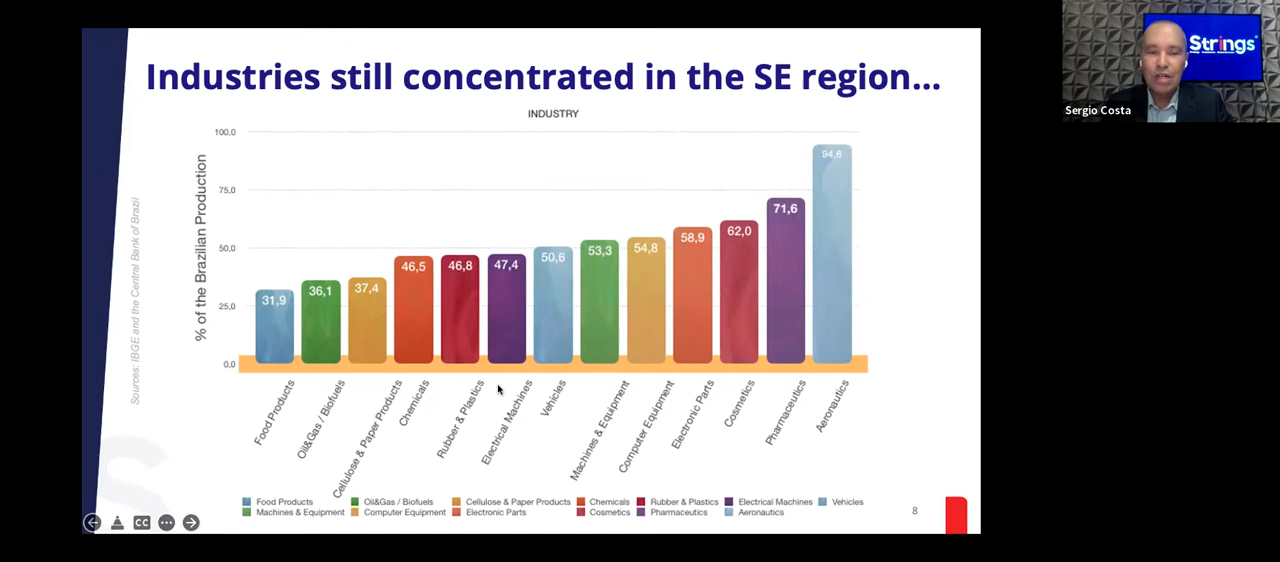 Industries still concentrated in the SE region...
Strings
Sergio Costa
INDUSTRY
% of the Brazilian Production
Sources: IBGE and the Central Bank of Brazil
100,0
75,0
50,0
25,0
0,0
31,9
36,1
37,4
46,5
46,8
47,4
50,6
53,3
54,8
58,9
62,0
71,6
94,6
Food Products
Oil&Gas / Biofuels
Cellulose & Paper Products
Chemicals
Rubber & Plastics
Electrical Machines
Vehicles
Machines & Equipment
Computer Equipment
Electronic Parts
Cosmetics
Pharmaceutics
Aeronautics
Food Products Oil&Gas / Biofuels Cellulose & Paper Products Chemicals Rubber & Plastics Electrical Machines Vehicles
Machines & Equipment Computer Equipment Electronic Parts Cosmetics Pharmaceutics Aeronautics
8
CC